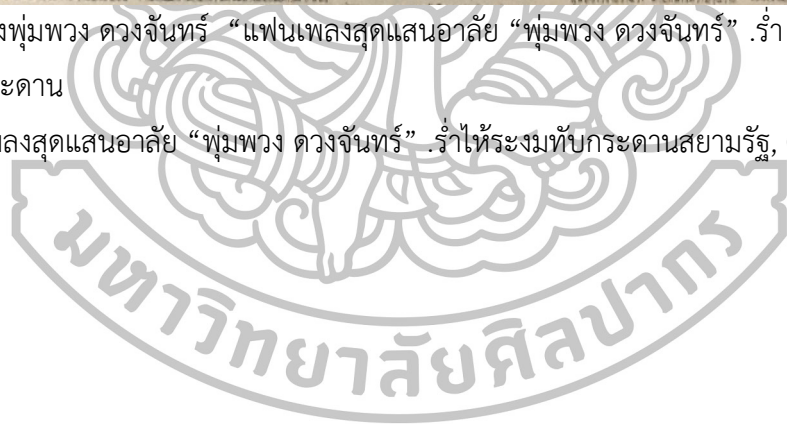 งพุ่มพวง ดวงจันทร์ “แฟนเพลงสุดแสนอาลัย “พุ่มพวง ดวงจันทร์” .ร่ำ
ะดาน
ลงสุดแสนอาลัย “พุ่มพวง ดวงจันทร์” .ร่ำไห้ระงมทับกระดานสยามรัฐ,
มหาวิทยาลัยศิลปากร